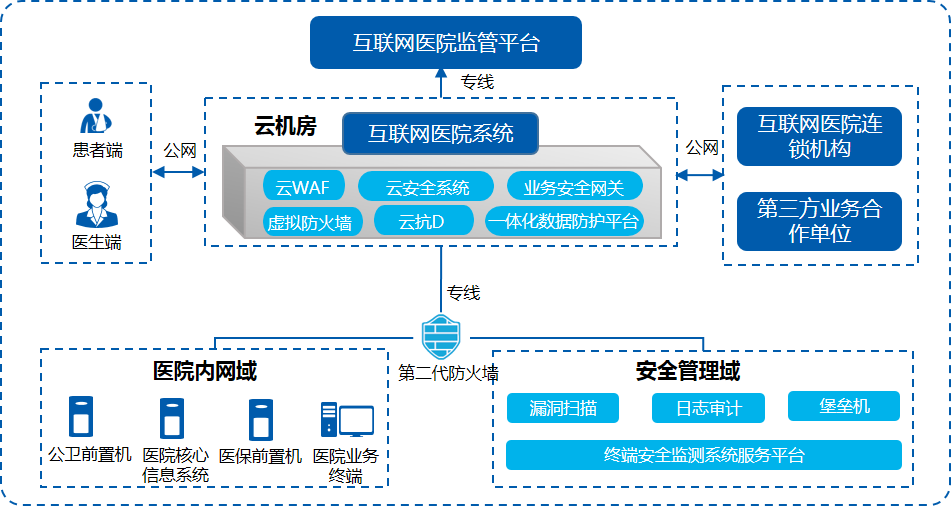 互联网医院监管平台
专线
患者端
医生端
公网
云机房
互联网医院系统
云WAF
云安全系统
业务安全网关
虚拟防火墙
云抗D
一体化数据防护平台
公网
互联网医院连
锁机构
第三方业务合
作单位
专线
第二代防火墙
医院内网域
公卫前置机
医院核心
信息系统
医保前置机
医院业务
终端
安全管理域
漏洞扫描
日志审计
堡垒机
终端安全监测系统服务平台